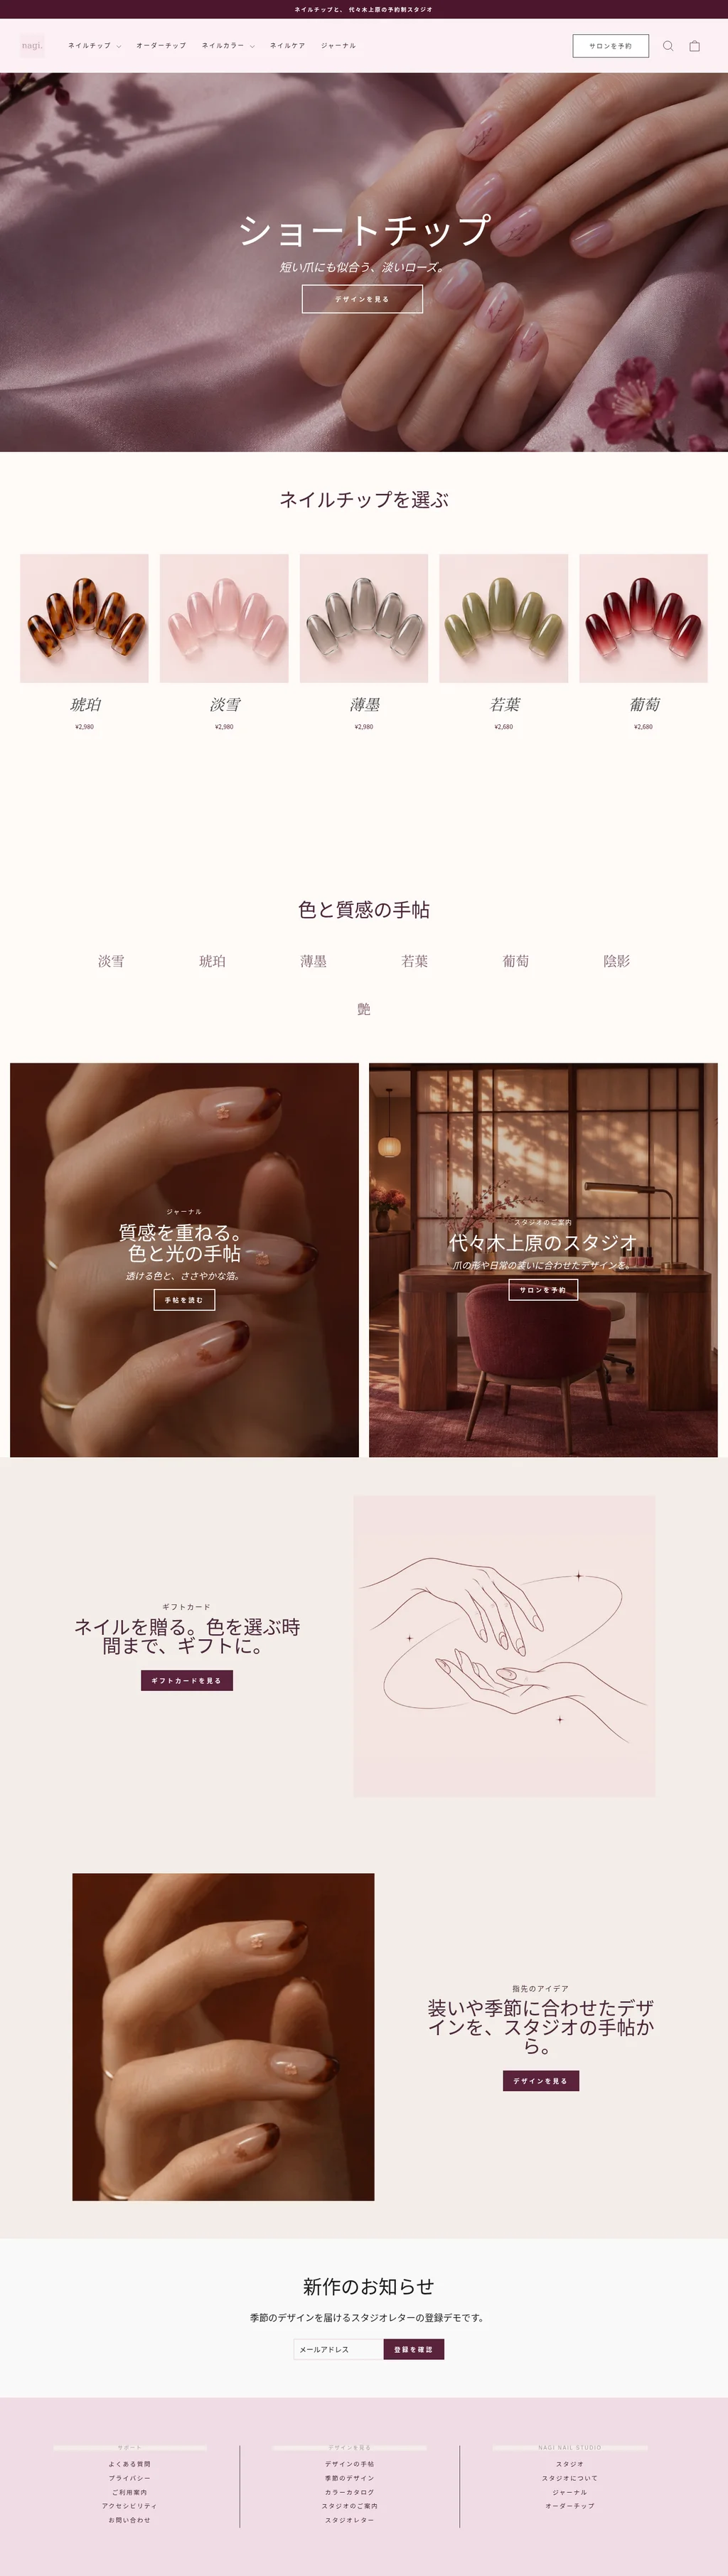 ネイルチップと、 代々木上原の予約制スタジオ
nagi.
ネイルチップ
オーダーチップ
ネイルカラー
ネイルケア
ジャーナル
サロンを予約
ショートチップ
短い爪にも似合う、淡いローズ。
デザインを見る
ネイルチップを選ぶ
琥珀
淡雪
薄墨
若葉
葡萄
¥2,980
¥2,980
¥2,980
¥2,680
¥2,680
色と質感の手帖
淡雪
琥珀
薄墨
若葉
葡萄
陰影
艶
ジャーナル
質感を重ねる。
色と光の手帖
透ける色と、ささやかな箔。
手帖を読む
スタジオのご案内
代々木上原のスタジオ
爪の形や日常の装いに合わせたデザインを。
サロンを予約
ギフトカード
ネイルを贈る。色を選ぶ時
間まで、ギフトに。
ギフトカードを見る
指先のアイデア
装いや季節に合わせたデザ
インを、スタジオの手帖か
ら。
デザインを見る
新作のお知らせ
季節のデザインを届けるスタジオレターの登録デモです。
メールアドレス
登録を確認
サポート
よくある質問
プライバシー
ご利用案内
アクセシビリティ
お問い合わせ
デザインを見る
デザインの手帖
季節のデザイン
カラーカタログ
スタジオのご案内
スタジオレター
NAGI NAIL STUDIO
スタジオ
スタジオについて
ジャーナル
オーダーチップ